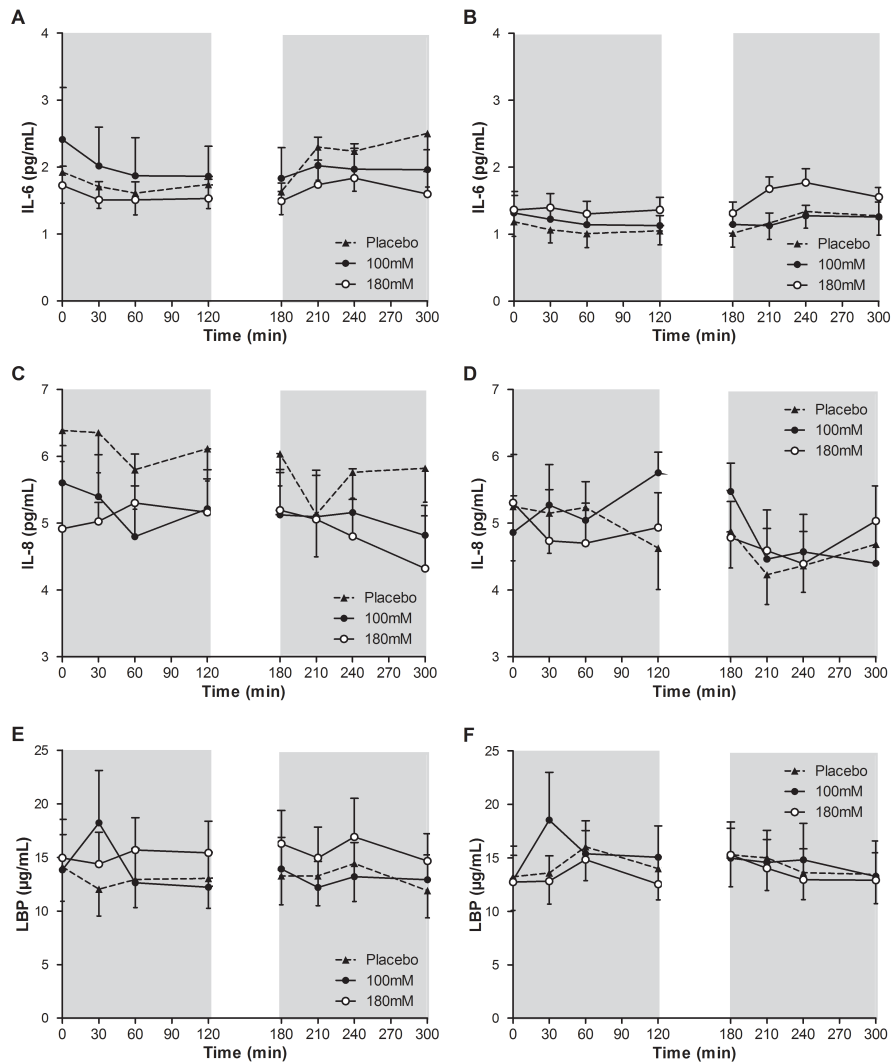 A
4
3
2
1
0
IL-6 (pg/mL)
Placebo
100mM
180mM
0 30 60 90 120 180 210 240 270 300
Time (min)
B
4
3
2
1
0
IL-6 (pg/mL)
Placebo
100mM
180mM
0 30 60 90 120 180 210 240 270 300
Time (min)
C
7
6
5
4
3
IL-8 (pg/mL)
Placebo
100mM
180mM
0 30 60 90 120 180 210 240 270 300
Time (min)
D
7
6
5
4
3
IL-8 (pg/mL)
Placebo
100mM
180mM
0 30 60 90 120 180 210 240 270 300
Time (min)
E
25
20
15
10
5
0
LBP (µg/mL)
Placebo
100mM
180mM
0 30 60 90 120 180 210 240 270 300
Time (min)
F
25
20
15
10
5
0
LBP (µg/mL)
Placebo
100mM
180mM
0 30 60 90 120 180 210 240 270 300
Time (min)